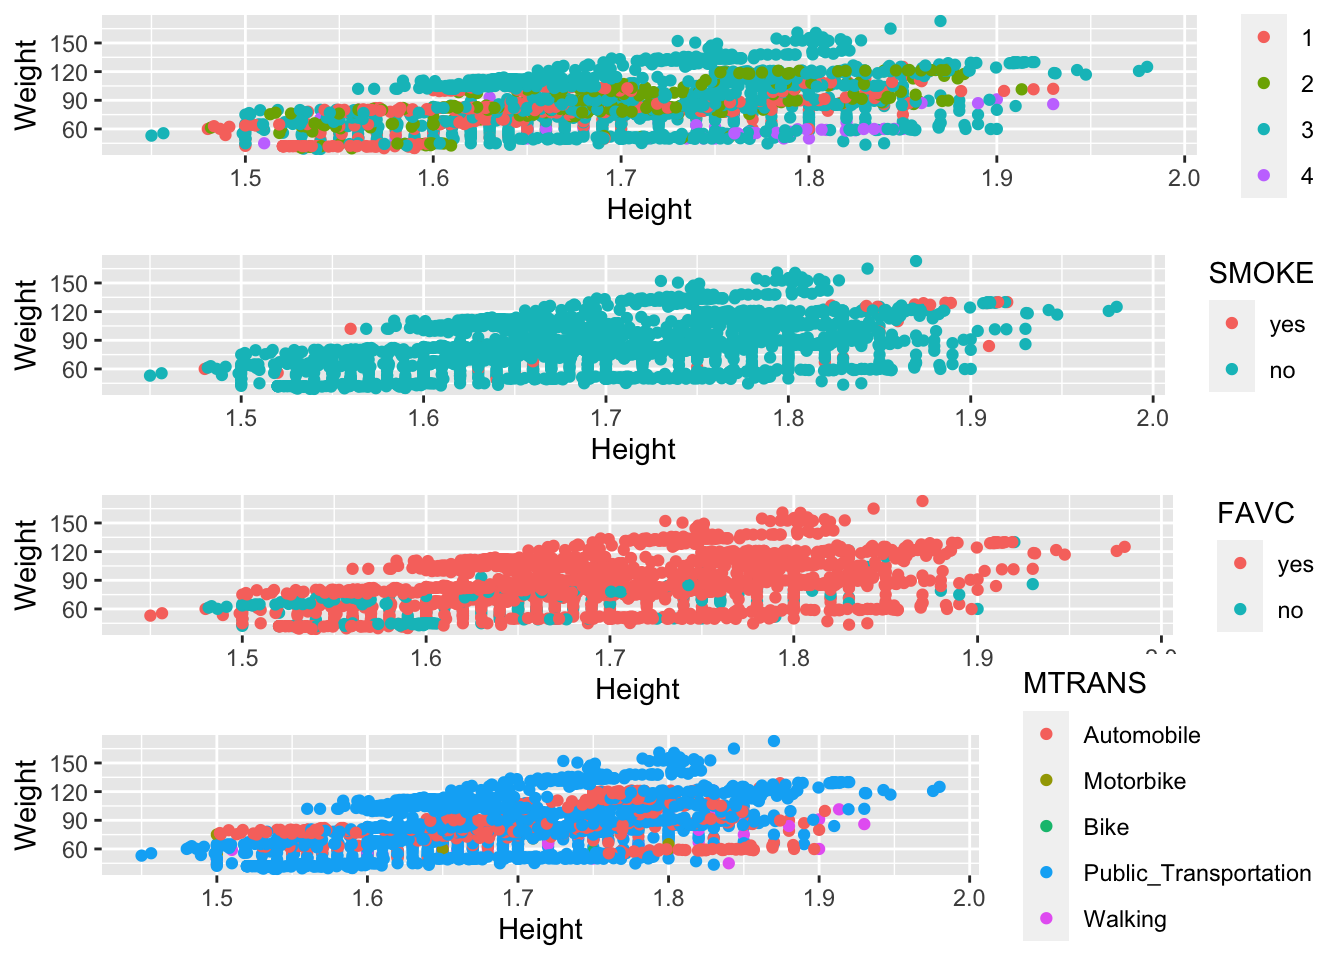 Weight
150
120
90
60
1.5 1.6 1.7 1.8 1.9 2.0
Height
1
2
3
4
Weight
150
120
90
60
1.5 1.6 1.7 1.8 1.9 2.0
Height
SMOKE
yes
no
Weight
150
120
90
60
1.5 1.6 1.7 1.8 1.9
Height
FAVC
yes
no
Weight
150
120
90
60
1.5 1.6 1.7 1.8 1.9 2.0
Height
MTRANS
Automobile
Motorbike
Bike
Public_Transportation
Walking